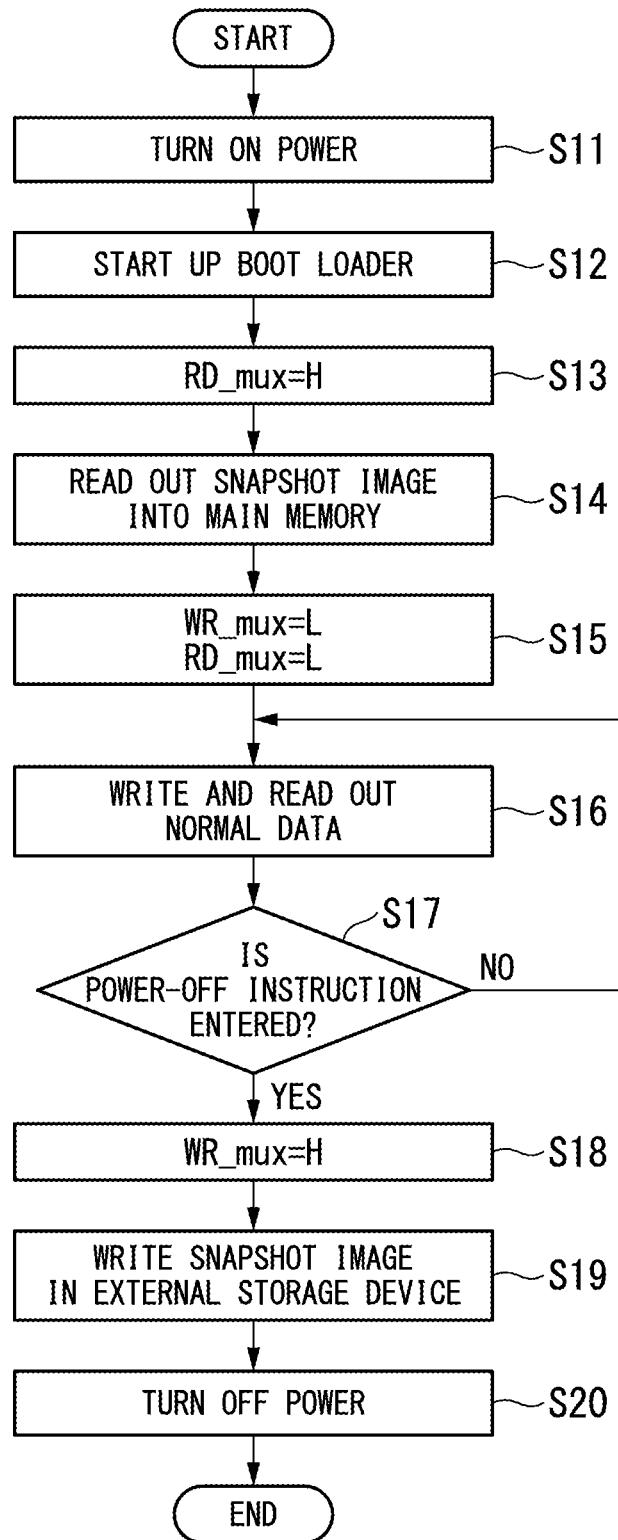 START
TURN ON POWER
S11
START UP BOOT LOADER
S12
RD_mux=H
S13
READ OUT SNAPSHOT IMAGE
INTO MAIN MEMORY
S14
WR_mux=L
RD_mux=L
S15
WRITE AND READ OUT
NORMAL DATA
S16
S17
IS
POWER-OFF INSTRUCTION
ENTERED?
NO
YES
WR_mux=H
S18
WRITE SNAPSHOT IMAGE
IN EXTERNAL STORAGE DEVICE
S19
TURN OFF POWER
S20
END